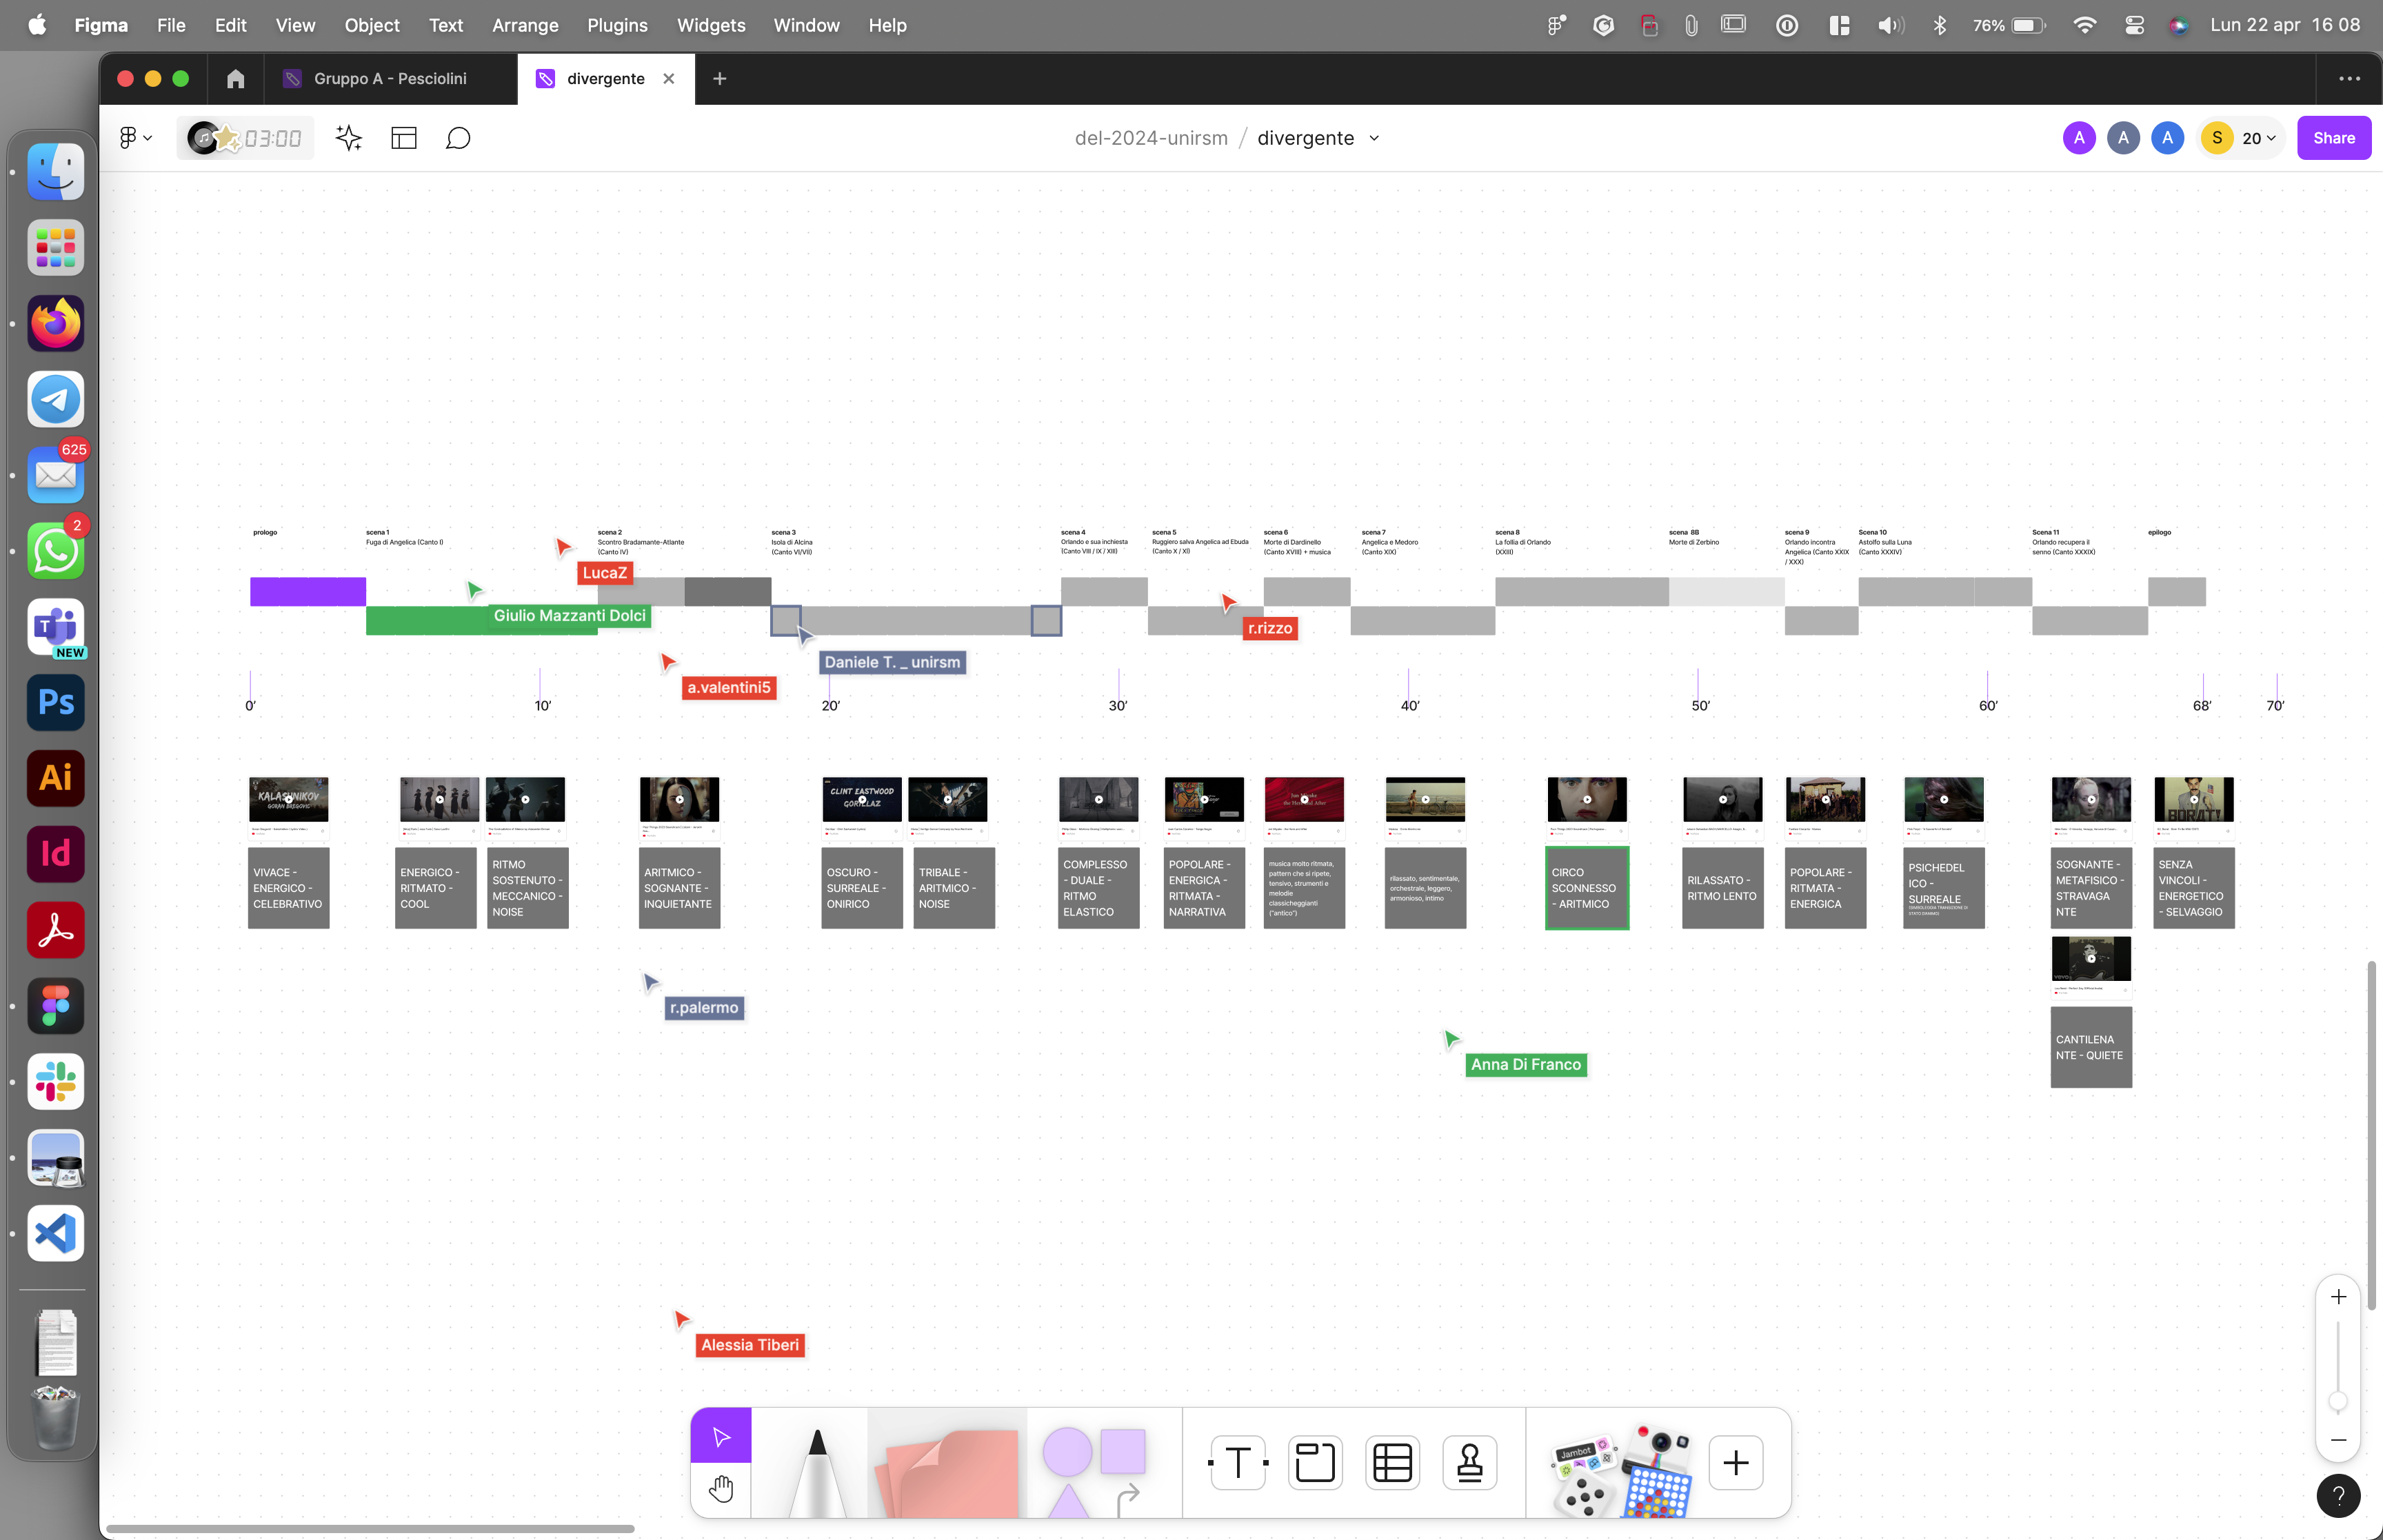 Figma File Edit View Object Text Arrange Plugins Widgets Window Help
76% Lun 22 apr 16 08
Gruppo A - Pesciolini
divergente
03:00
del-2024-unirsm / divergente
A A A S 20
Share
625
2
NEW
Ps
Ai
Id
prologo
scena 1
Fuga di Angelica (Canto I)
scena 2
Scontro Bradamante-Atlante
(Canto IV)
scena 3
Isola di Alcina
(Canto VI/VII)
scena 4
Orlando e sua inchiesta
(Canto VIII / IX / XIII)
scena 5
Ruggiero salva Angelica ad Ebuda
(Canto X / XI)
scena 6
Morte di Dardinello
(Canto XVIII) + musica
scena 7
Angelica e Medoro
(Canto XIX)
scena 8
La follia di Orlando
(XXIII)
scena 8B
Morte di Zerbino
scena 9
Orlando incontra
Angelica (Canto XXIX
/ XXX)
Scena 10
Astolfo sulla Luna
(Canto XXXIV)
Scena 11
Orlando recupera il
senno (Canto XXXIX)
epilogo
LucaZ
Giulio Mazzanti Dolci
r.rizzo
Daniele T. _ unirsm
a.valentini5
0'
10'
20'
30'
40'
50'
60'
68'
70'
KALASHNIKOV
GORAN BREGOVIC
CLINT EASTWOOD
GORILLAZ
BORAT!
VIVACE -
ENERGICO -
CELEBRATIVO
ENERGICO -
RITMATO -
COOL
RITMO
SOSTENUTO -
MECCANICO -
NOISE
ARITMICO -
SOGNANTE -
INQUIETANTE
OSCURO -
SURREALE -
ONIRICO
TRIBALE -
ARITMICO -
NOISE
COMPLESSO
- DUALE -
RITMO
ELASTICO
POPOLARE -
ENERGICA -
RITMATA -
NARRATIVA
musica molto ritmata,
pattern che si ripete,
tensivo, strumenti e
melodie
classicheggianti
("antico")
rilassato, sentimentale,
orchestrale, leggero,
armonioso, intimo
CIRCO
SCONNESSO
- ARITMICO
RILASSATO -
RITMO LENTO
POPOLARE -
RITMATA -
ENERGICA
PSICHEDEL
ICO -
SURREALE
SOGNANTE -
METAFISICO -
STRAVAGA
NTE
SENZA
VINCOLI -
ENERGETICO
- SELVAGGIO
CANTILENA
NTE - QUIETE
r.palermo
Anna Di Franco
Alessia Tiberi
T
Jambot
?